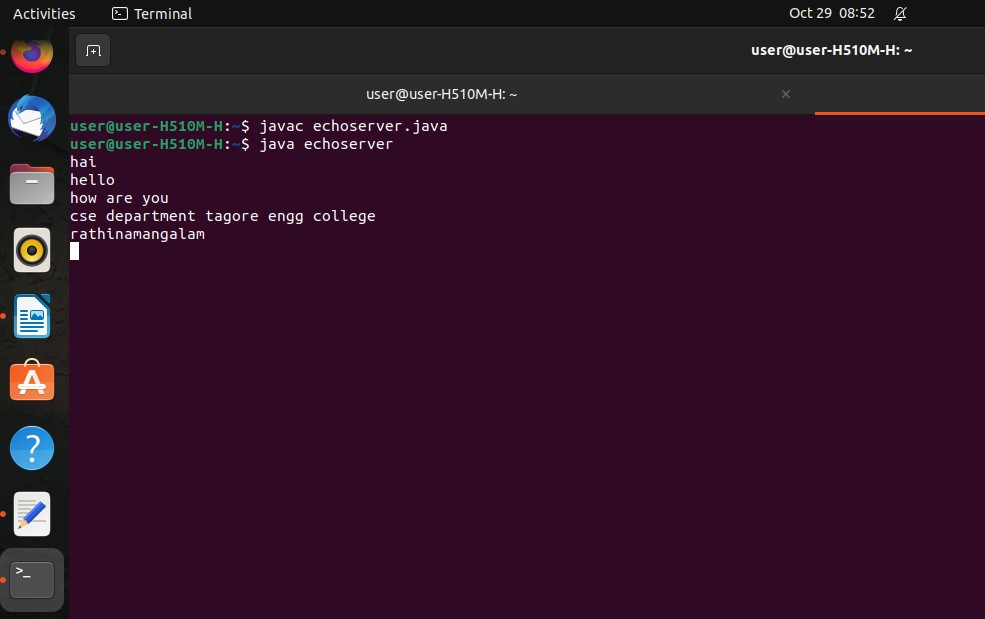 Activities
Terminal
Oct 29 08:52
user@user-H510M-H: ~
user@user-H510M-H: ~
user@user-H510M-H:~$ javac echoserver.java
user@user-H510M-H:~$ java echoserver
hai
hello
how are you
cse department tagore engg college
rathinamangalam